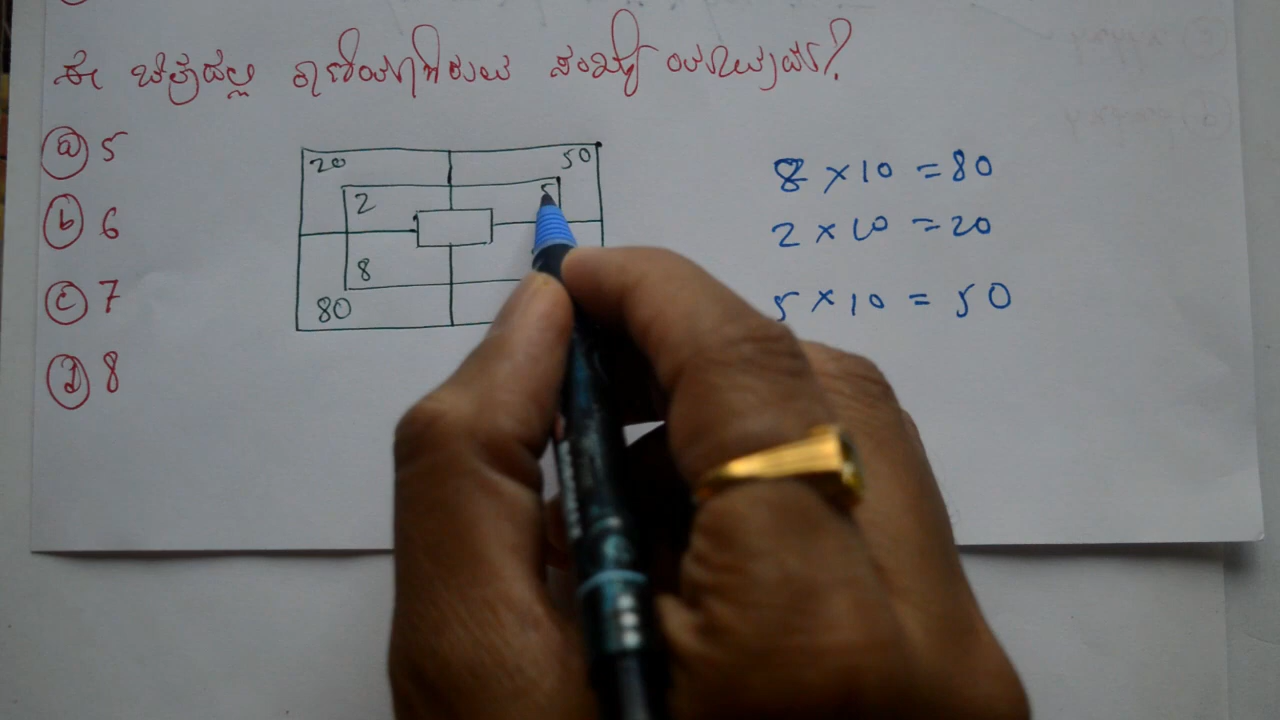 ಈ ಚಿತ್ರದಲ್ಲಿ ಕಾಣೆಯಾಗಿರುವ ಸಂಖ್ಯೆ ಯಾವುದು?
ⓐ 5
ⓑ 6
ⓒ 7
ⓓ 8
20 50
2 5
8
80
8 × 10 = 80
2 × 10 = 20
5 × 10 = 50